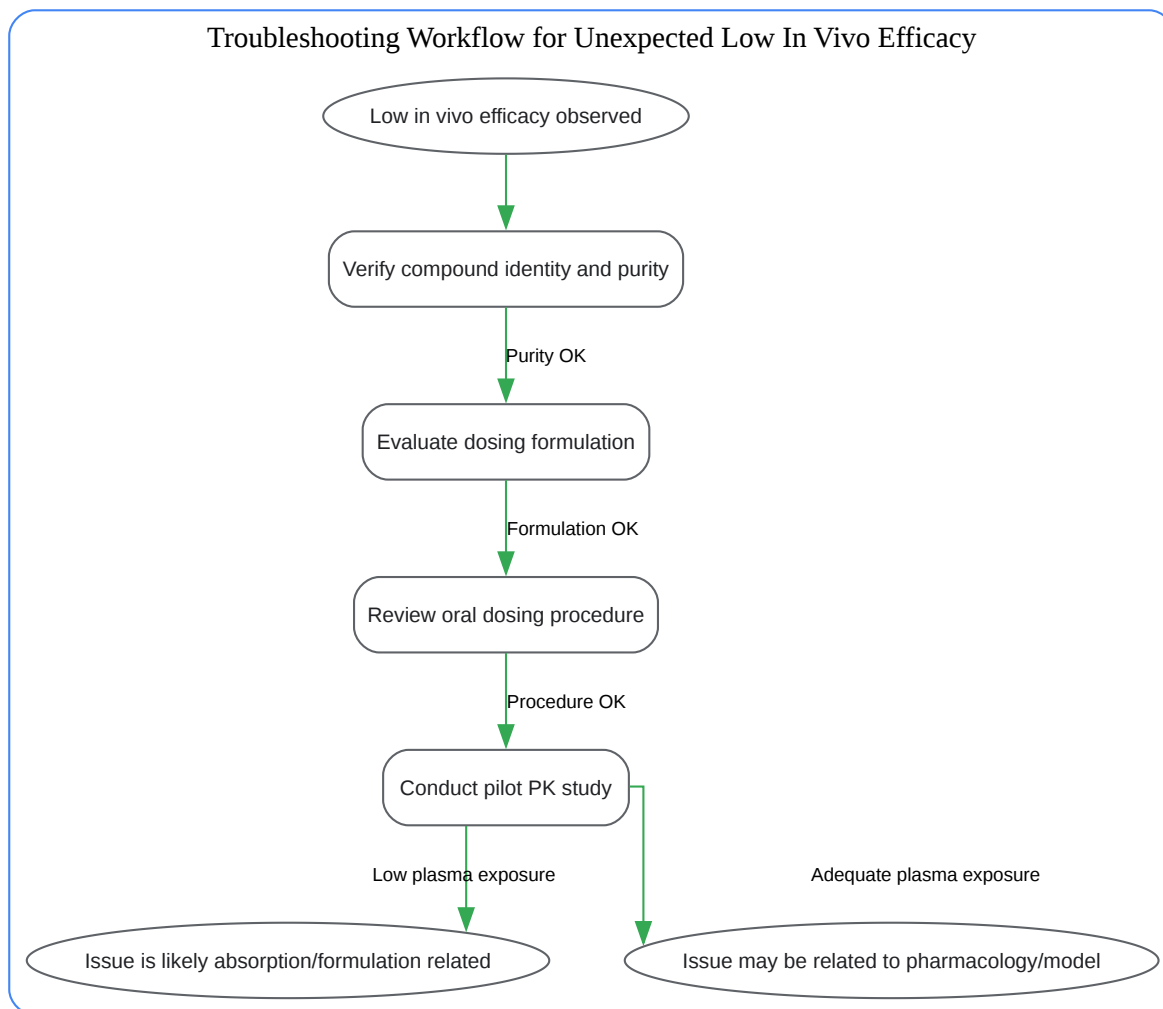 Troubleshooting Workflow for Unexpected Low In Vivo Efficacy
Low in vivo efficacy observed
Verify compound identity and purity
Purity OK
Evaluate dosing formulation
Formulation OK
Review oral dosing procedure
Procedure OK
Conduct pilot PK study
Low plasma exposure
Adequate plasma exposure
Issue is likely absorption/formulation related
Issue may be related to pharmacology/model